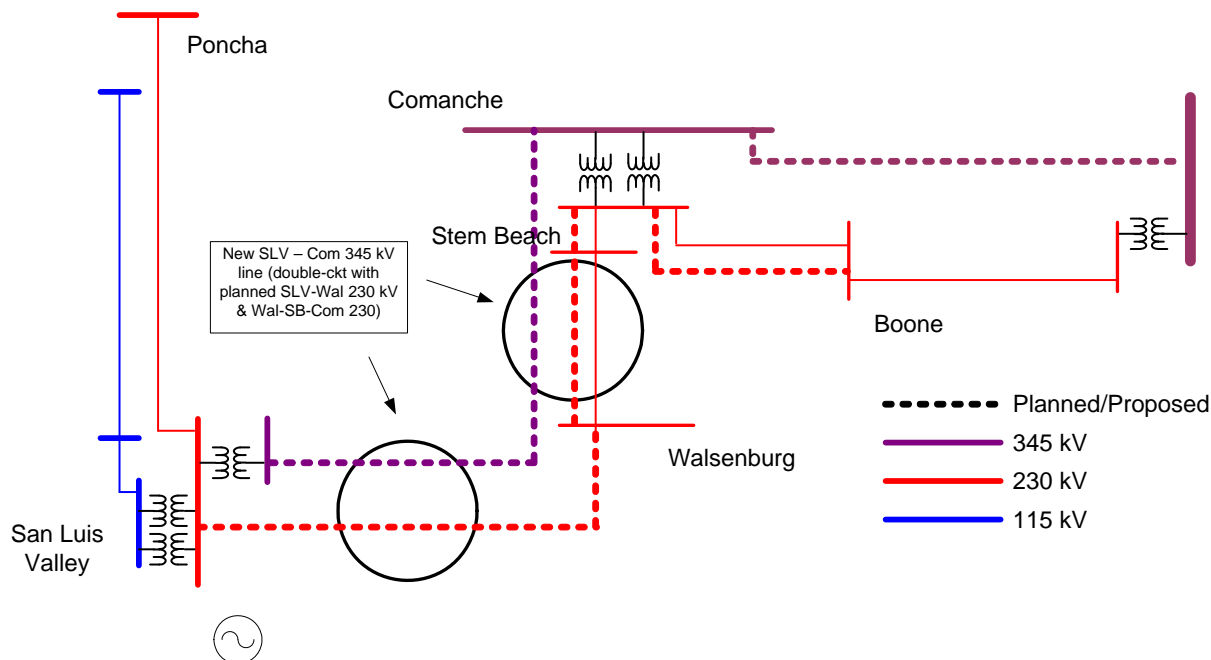 Poncha
Comanche
Stem Beach
New SLV – Com 345 kV
line (double-ckt with
planned SLV-Wal 230 kV
& Wal-SB-Com 230)
Boone
Planned/Proposed
345 kV
Walsenburg
230 kV
115 kV
San Luis
Valley